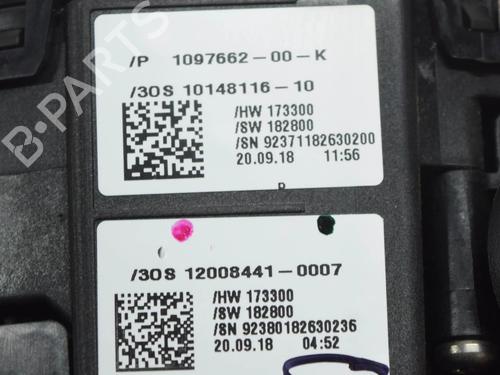 /P 1097662-00-K
/30S 10148116-10
/HW 173300
/SW 182800
/SN 92371182630200
20.09.18 11:56
/30S 12008441-0007
/HW 173300
/SW 182800
/SN 92380182630236
20.09.18 04:52